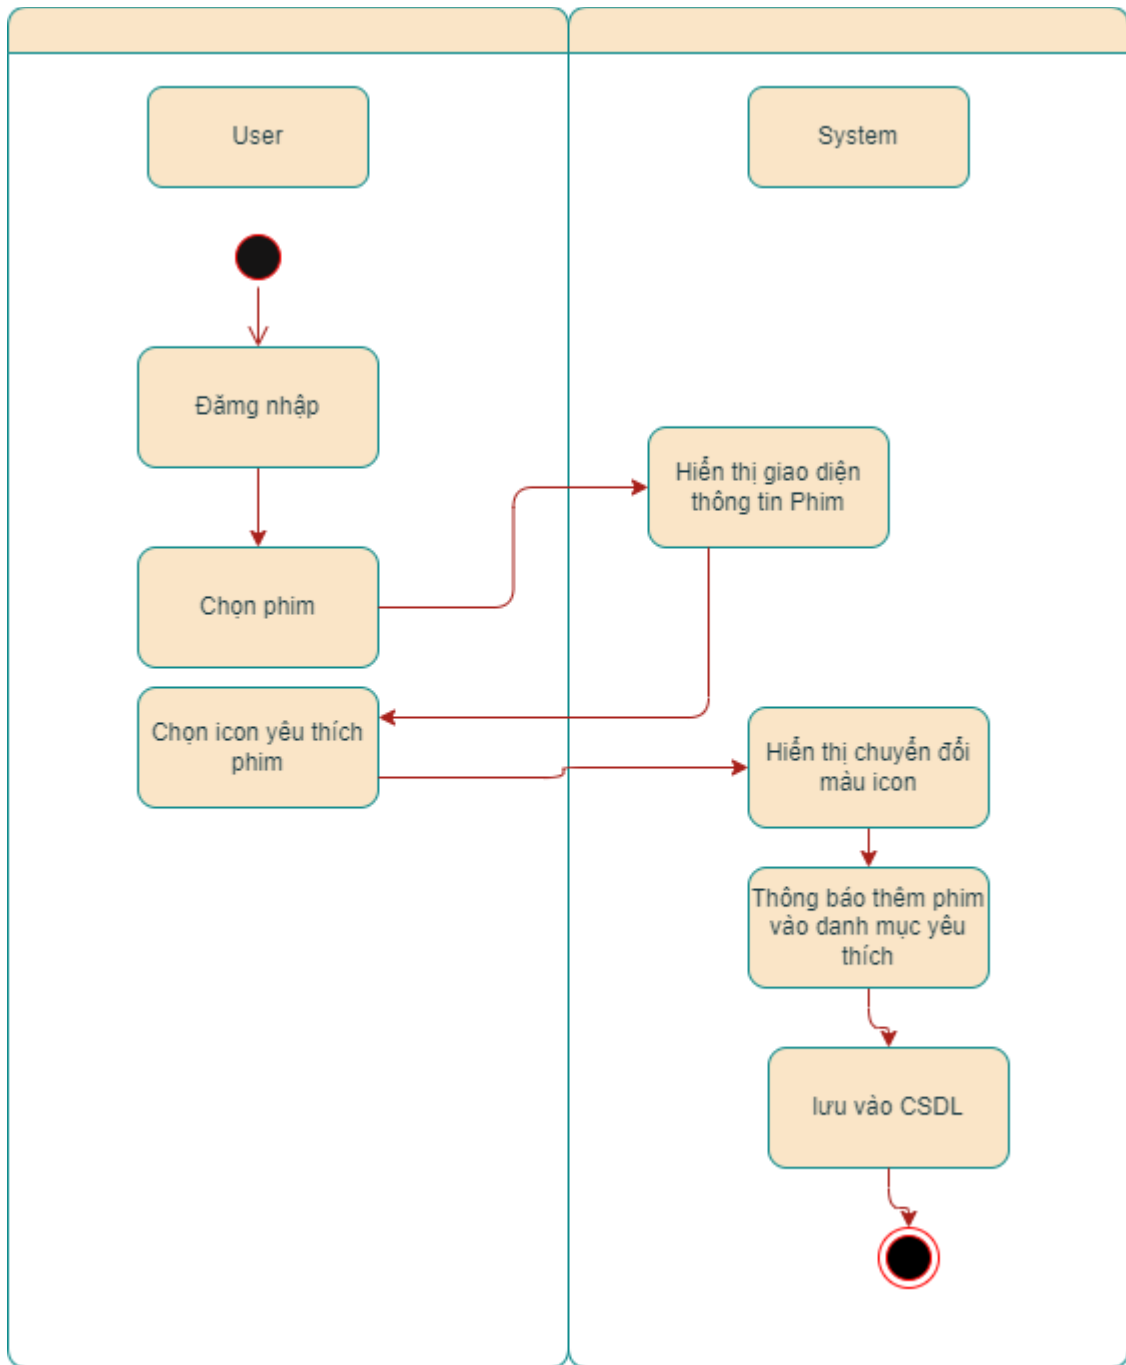 User
System
Đămg nhập
Hiển thị giao diện
thông tin Phim
Chọn phim
Chọn icon yêu thích
phim
Hiển thị chuyển đổi
màu icon
Thông báo thêm phim
vào danh mục yêu
thích
lưu vào CSDL